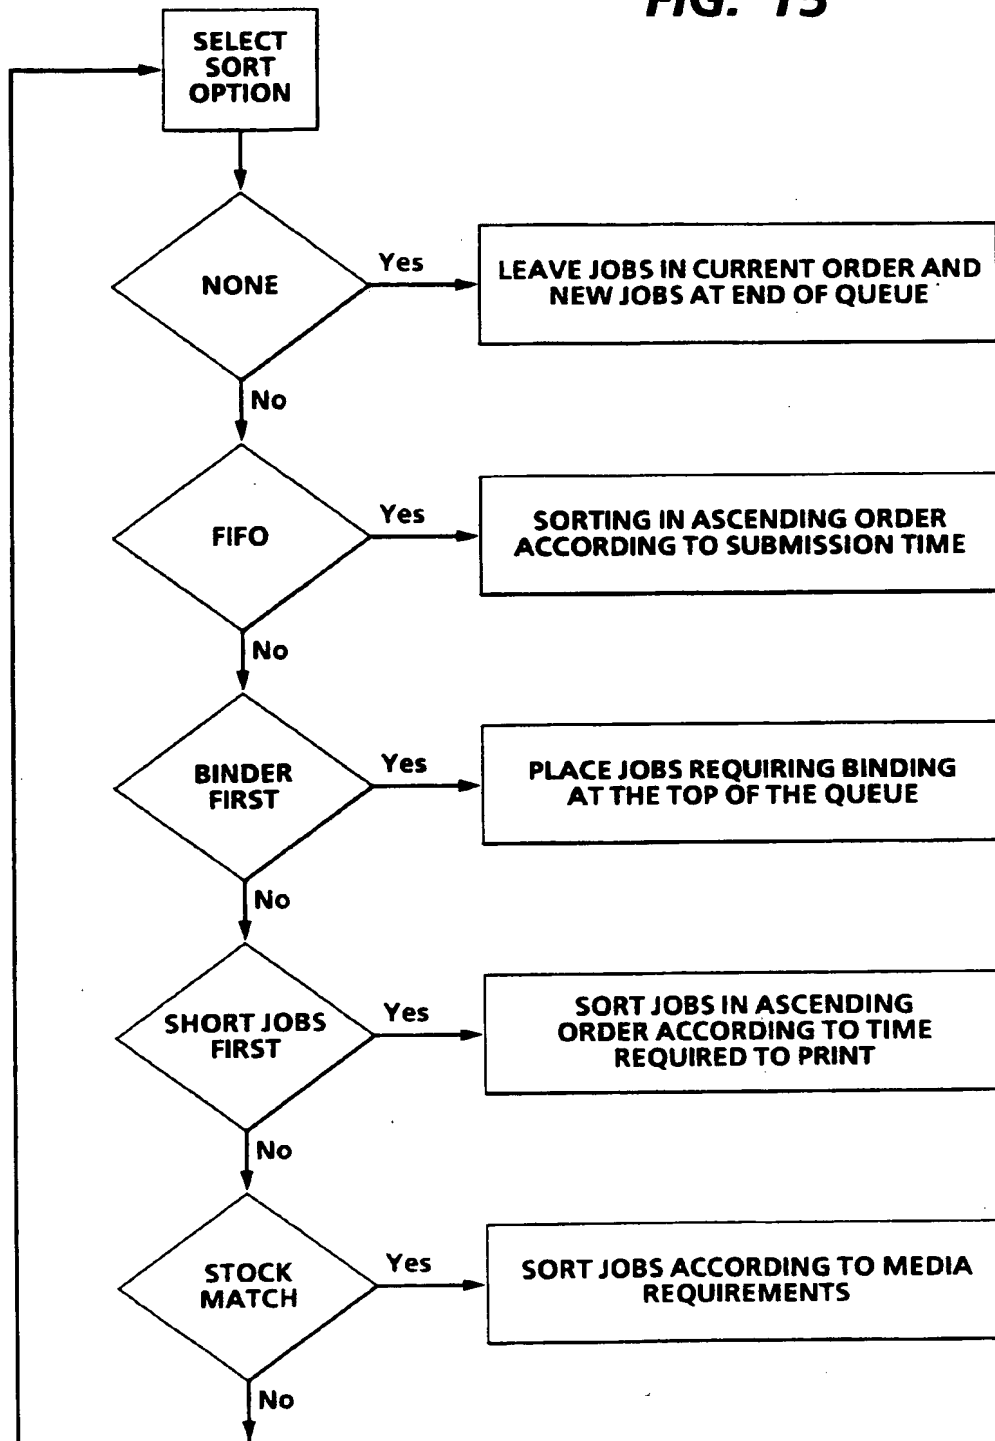 FIG. 15
SELECT
SORT
OPTION
NONE
Yes
LEAVE JOBS IN CURRENT ORDER AND
NEW JOBS AT END OF QUEUE
No
FIFO
Yes
SORTING IN ASCENDING ORDER
ACCORDING TO SUBMISSION TIME
No
BINDER
FIRST
Yes
PLACE JOBS REQUIRING BINDING
AT THE TOP OF THE QUEUE
No
SHORT JOBS
FIRST
Yes
SORT JOBS IN ASCENDING
ORDER ACCORDING TO TIME
REQUIRED TO PRINT
No
STOCK
MATCH
Yes
SORT JOBS ACCORDING TO MEDIA
REQUIREMENTS
No